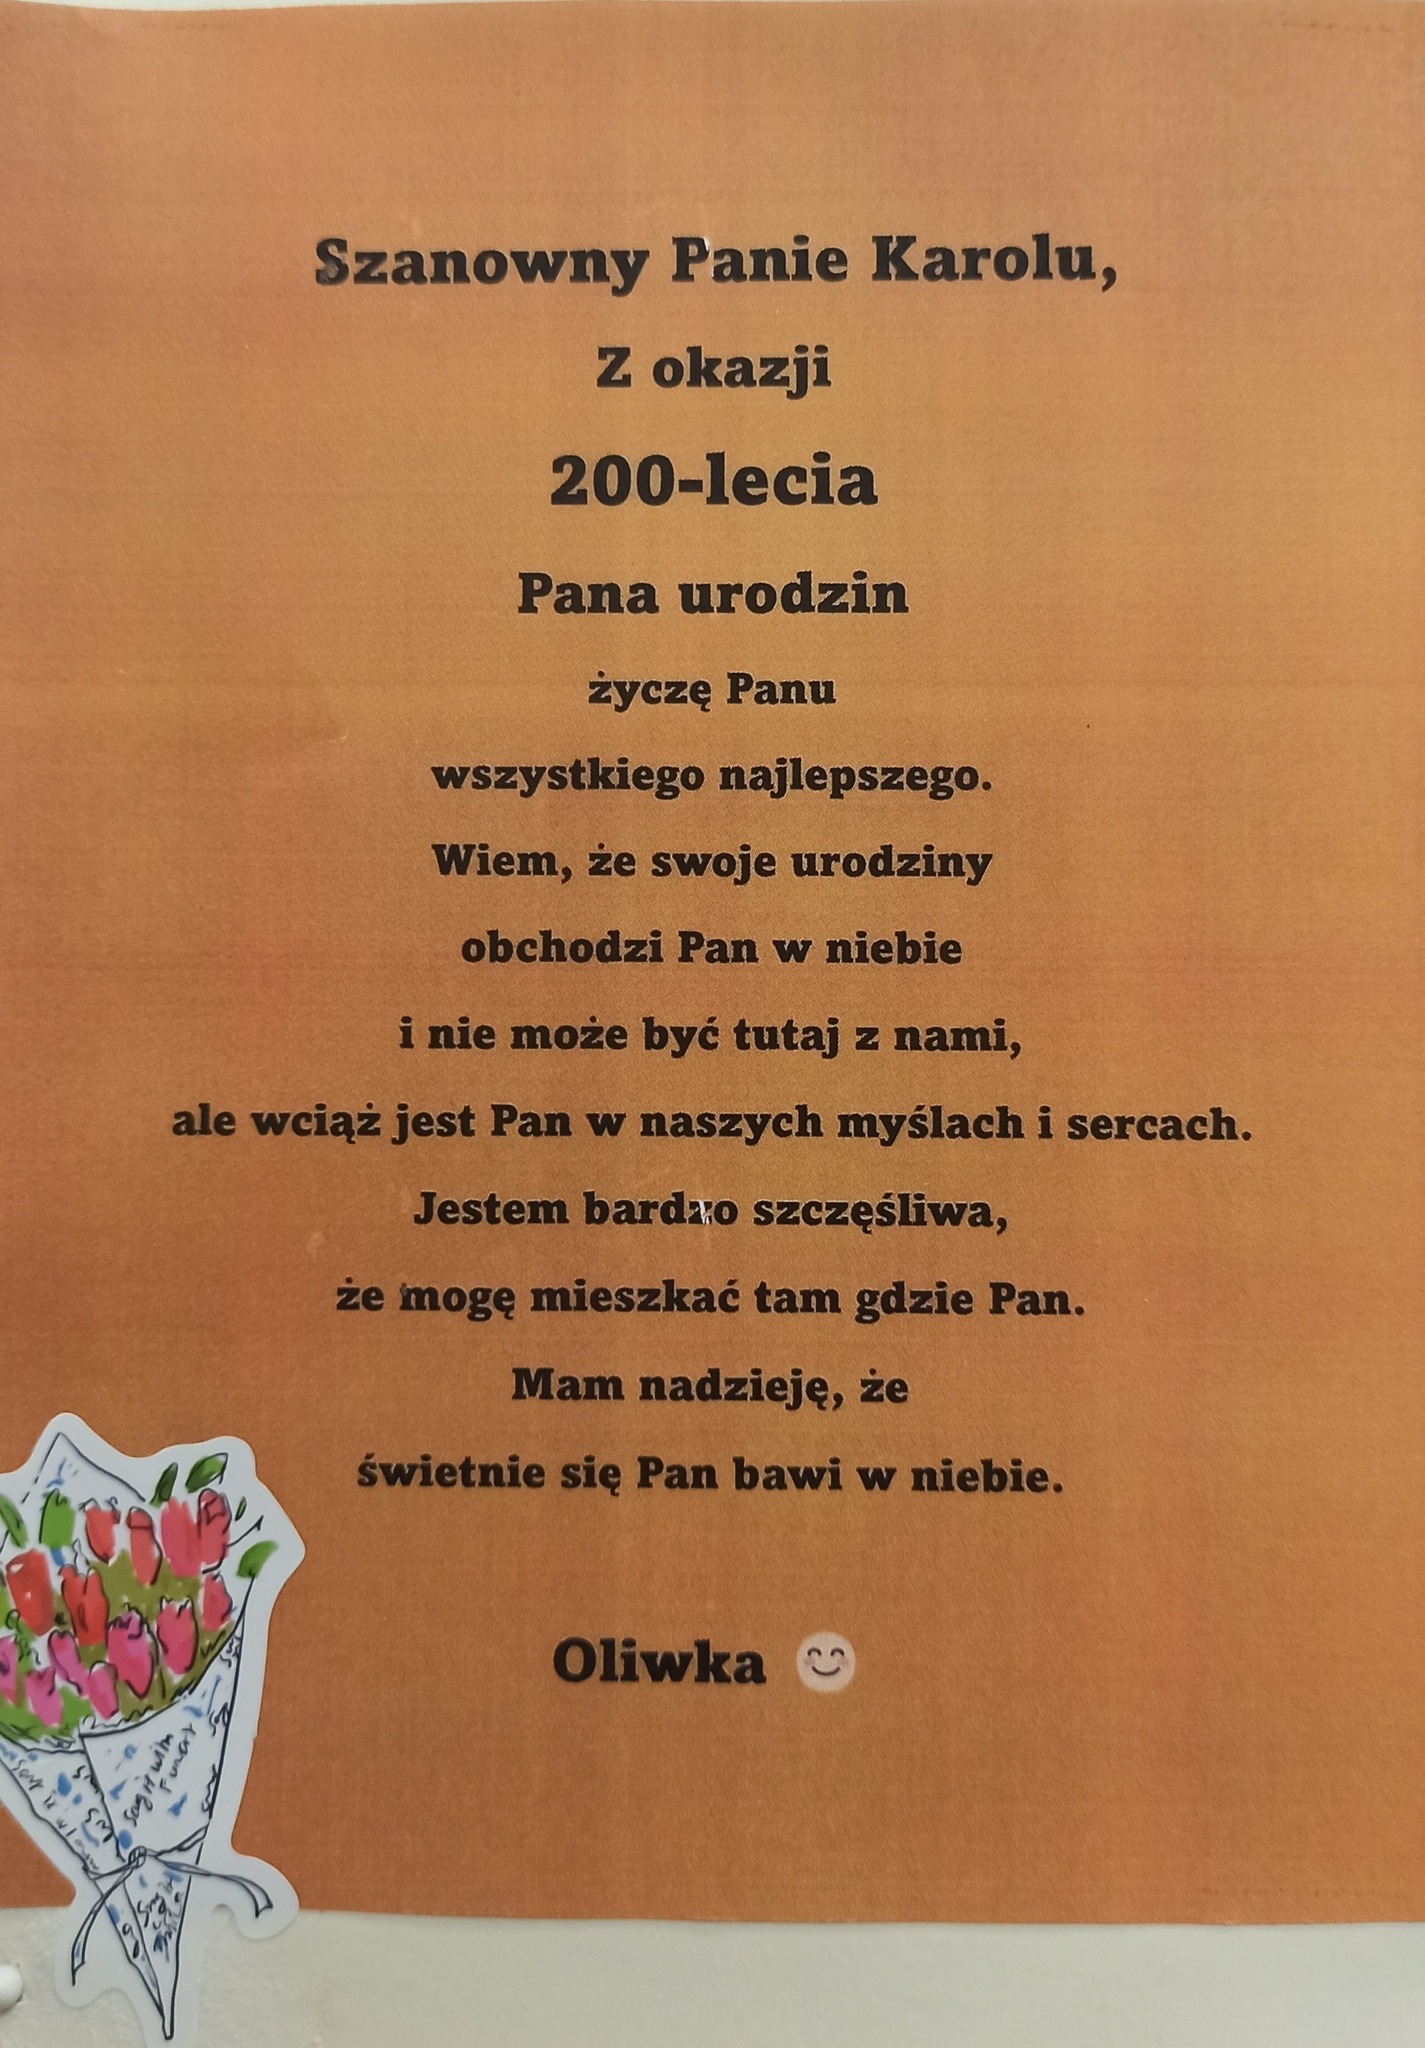 Szanowny Panie Karolu,
Z okazji
200-lecia
Pana urodzin
życzę Panu
wszystkiego najlepszego.
Wiem, że swoje urodziny
obchodzi Pan w niebie
i nie może być tutaj z nami,
ale wciąż jest Pan w naszych myślach i sercach.
Jestem bardzo szczęśliwa,
że mogę mieszkać tam gdzie Pan.
Mam nadzieję, że
świetnie się Pan bawi w niebie.
Oliwka 😊